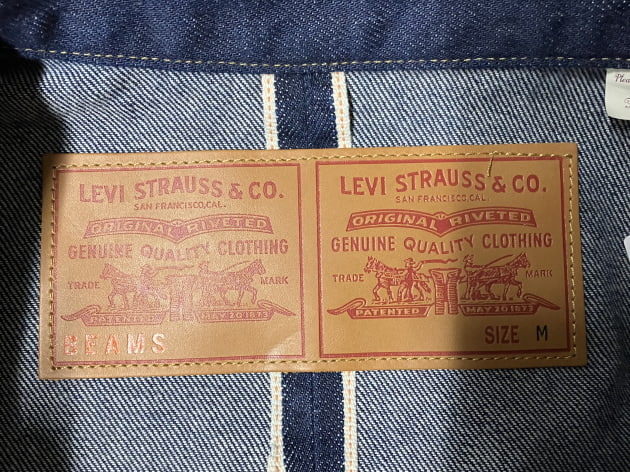 LEVI STRAUSS & CO.
SAN FRANCISCO, CAL.
ORIGINAL RIVETED
GENUINE QUALITY CLOTHING
TRADE MARK
PATENTED MAY 20 1873
BEAMS
LEVI STRAUSS & CO.
SAN FRANCISCO, CAL.
ORIGINAL RIVETED
GENUINE QUALITY CLOTHING
TRADE MARK
PATENTED MAY 20 1873
SIZE M